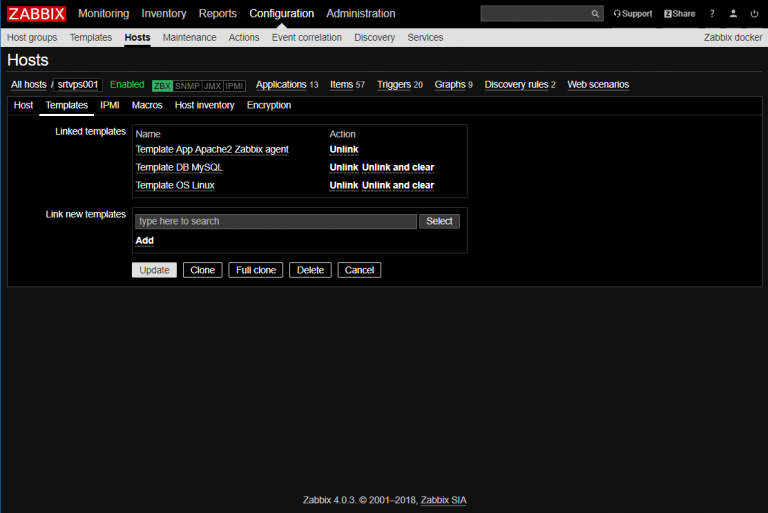 ZABBIX Monitoring Inventory Reports Configuration Administration Support Z Share ?
Host groups Templates Hosts Maintenance Actions Event correlation Discovery Services Zabbix docker
Hosts
All hosts / srtvps001 Enabled ZBX SNMP JMX IPMI Applications 13 Items 57 Triggers 20 Graphs 9 Discovery rules 2 Web scenarios
Host Templates IPMI Macros Host inventory Encryption
Linked templates Name Action
Template App Apache2 Zabbix agent Unlink
Template DB MySQL Unlink Unlink and clear
Template OS Linux Unlink Unlink and clear
Link new templates type here to search Select
Add
Update Clone Full clone Delete Cancel
Zabbix 4.0.3. © 2001–2018, Zabbix SIA